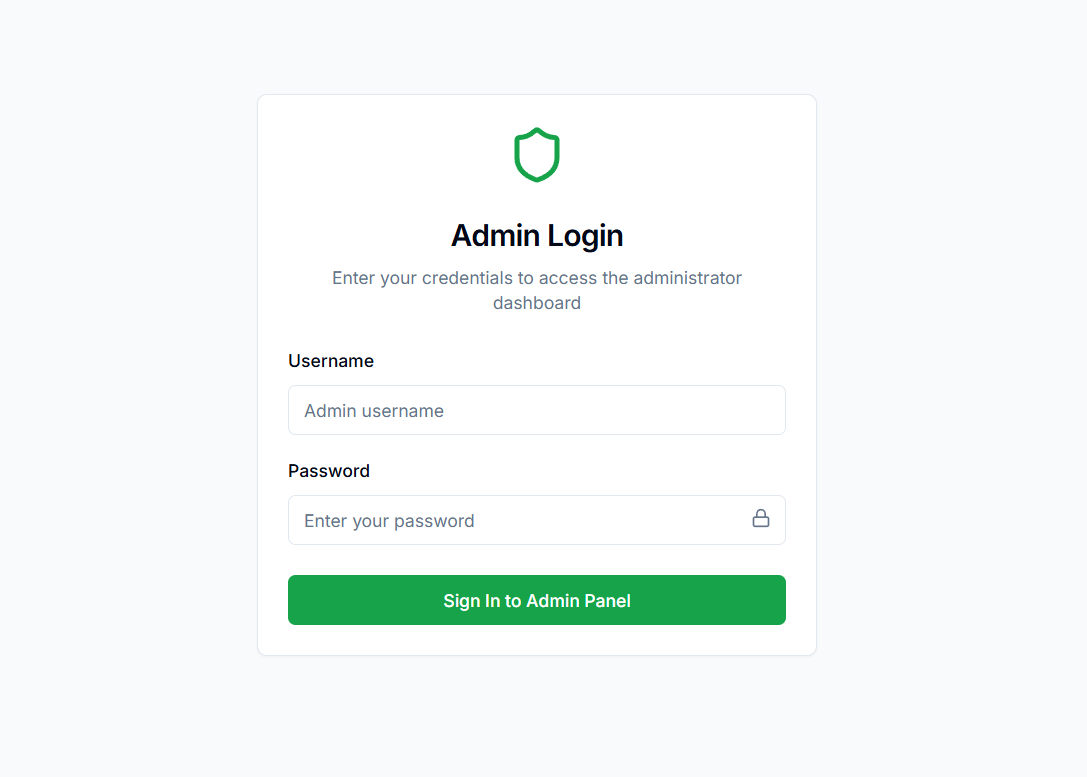 Admin Login
Enter your credentials to access the administrator
dashboard
Username
Admin username
Password
Enter your password
Sign In to Admin Panel